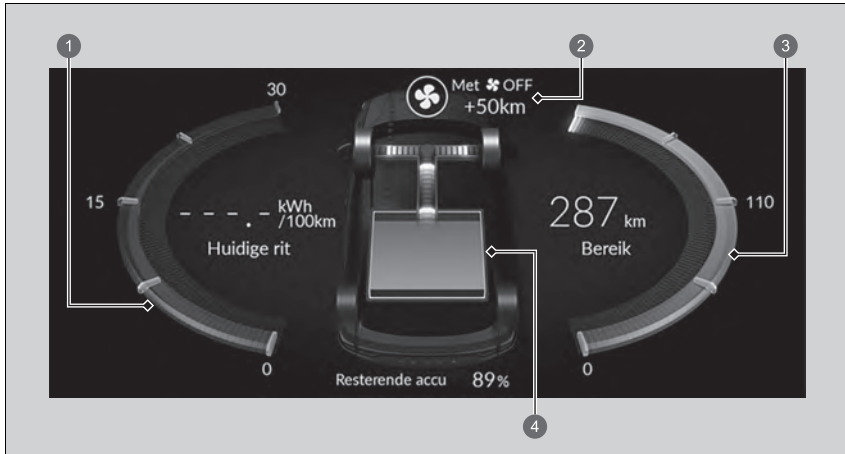 1
2
3
30
Met OFF
+50km
15
- - - . - kWh
/100km
Huidige rit
287 km
Bereik
110
0
0
Resterende accu 89%
4